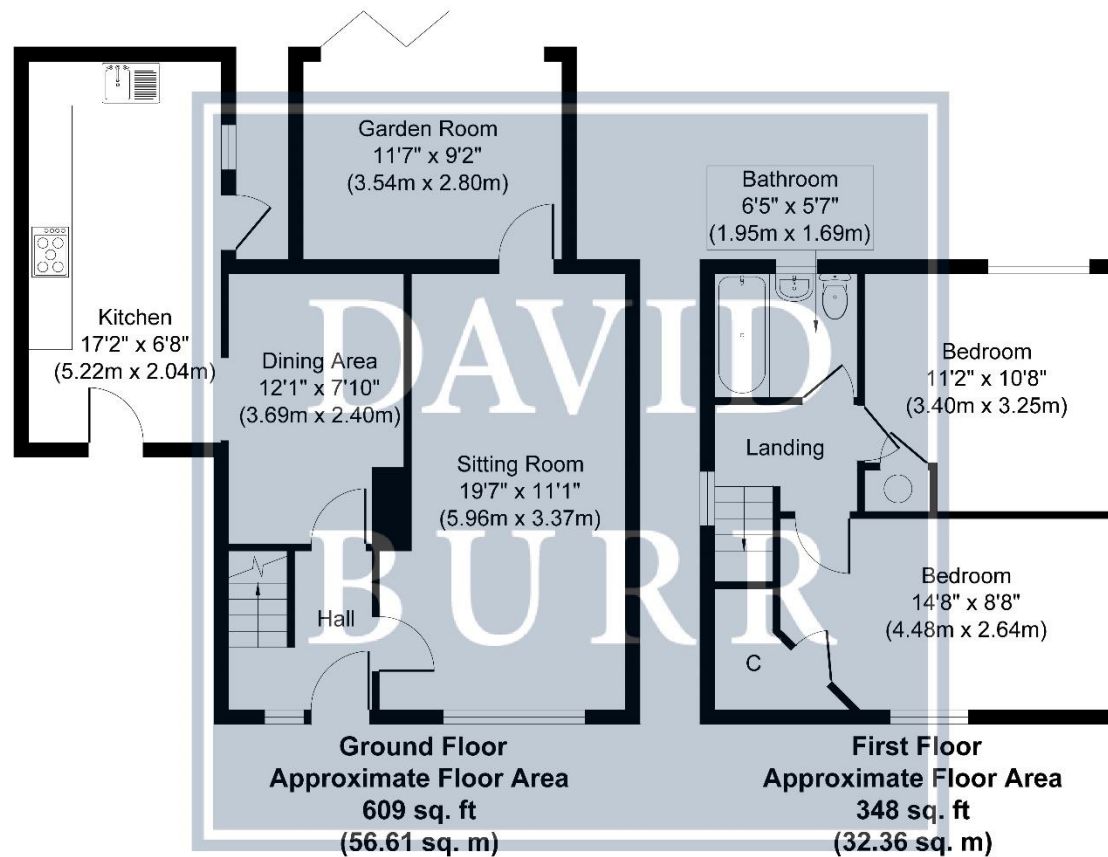 Kitchen
17'2" x 6'8"
(5.22m x 2.04m)
Garden Room
11'7" x 9'2"
(3.54m x 2.80m)
Dining Area
12'1" x 7'10"
(3.69m x 2.40m)
Sitting Room
19'7" x 11'1"
(5.96m x 3.37m)
Hall
Ground Floor
Approximate Floor Area
609 sq. ft
(56.61 sq. m)
Bathroom
6'5" x 5'7"
(1.95m x 1.69m)
Bedroom
11'2" x 10'8"
(3.40m x 3.25m)
Landing
Bedroom
14'8" x 8'8"
(4.48m x 2.64m)
C
First Floor
Approximate Floor Area
348 sq. ft
(32.36 sq. m)
DAVID
BURR